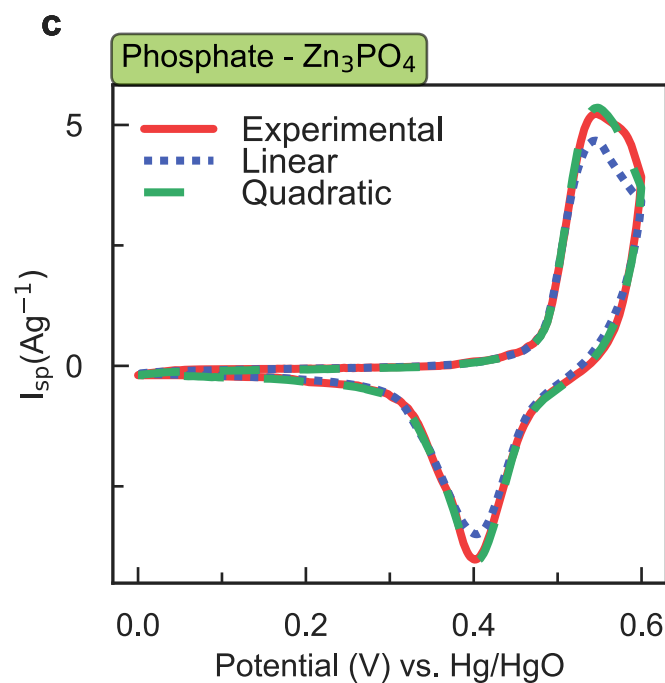 c
Phosphate - Zn₃PO₄
5
Experimental
Linear
Quadratic
0
I_sp(Ag⁻¹)
0.0 0.2 0.4 0.6
Potential (V) vs. Hg/HgO